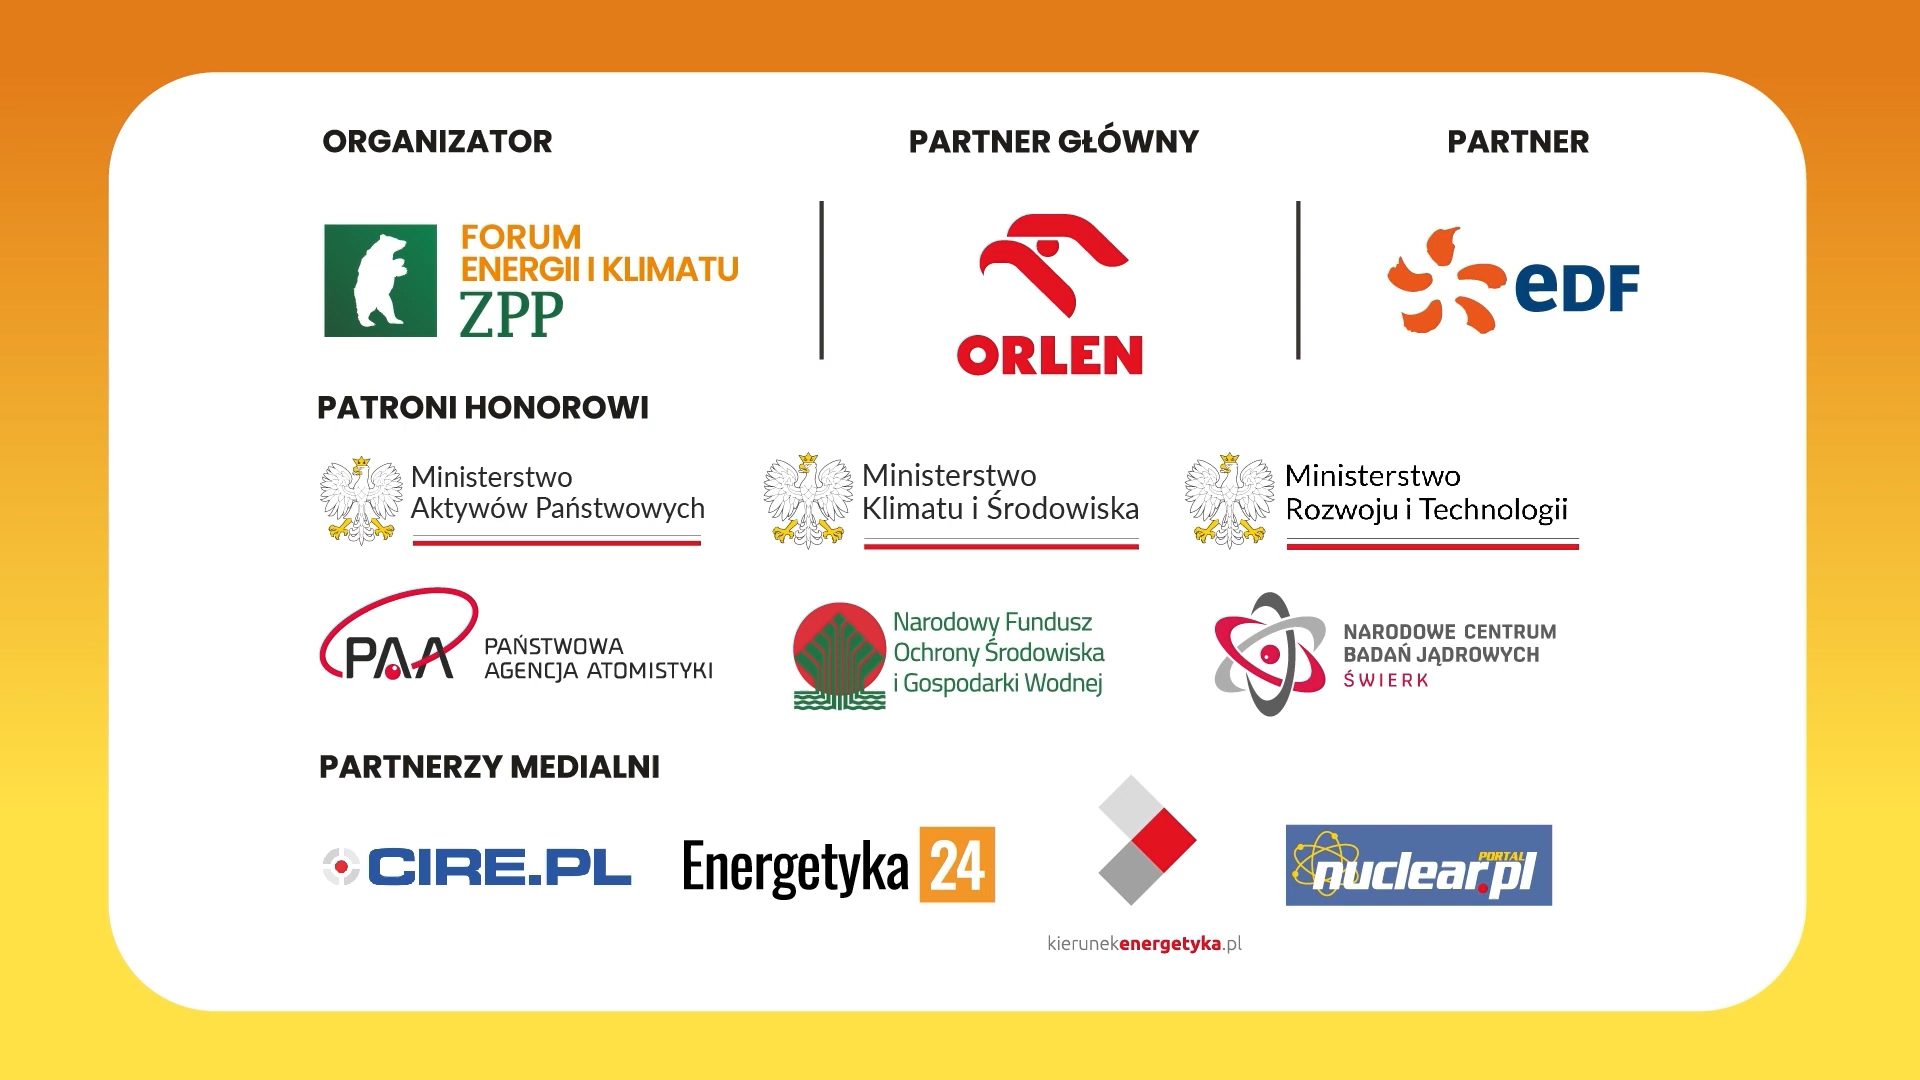 ORGANIZATOR
PARTNER GŁÓWNY
PARTNER
FORUM
ENERGII I KLIMATU
ZPP
ORLEN
eDF
PATRONI HONOROWI
Ministerstwo
Aktywów Państwowych
Ministerstwo
Klimatu i Środowiska
Ministerstwo
Rozwoju i Technologii
PAA
PAŃSTWOWA
AGENCJA ATOMISTYKI
Narodowy Fundusz
Ochrony Środowiska
i Gospodarki Wodnej
NARODOWE CENTRUM
BADAŃ JĄDROWYCH
ŚWIERK
PARTNERZY MEDIALNI
CIRE.PL
Energetyka 24
kierunekenergetyka.pl
PORTAL
nuclear.pl